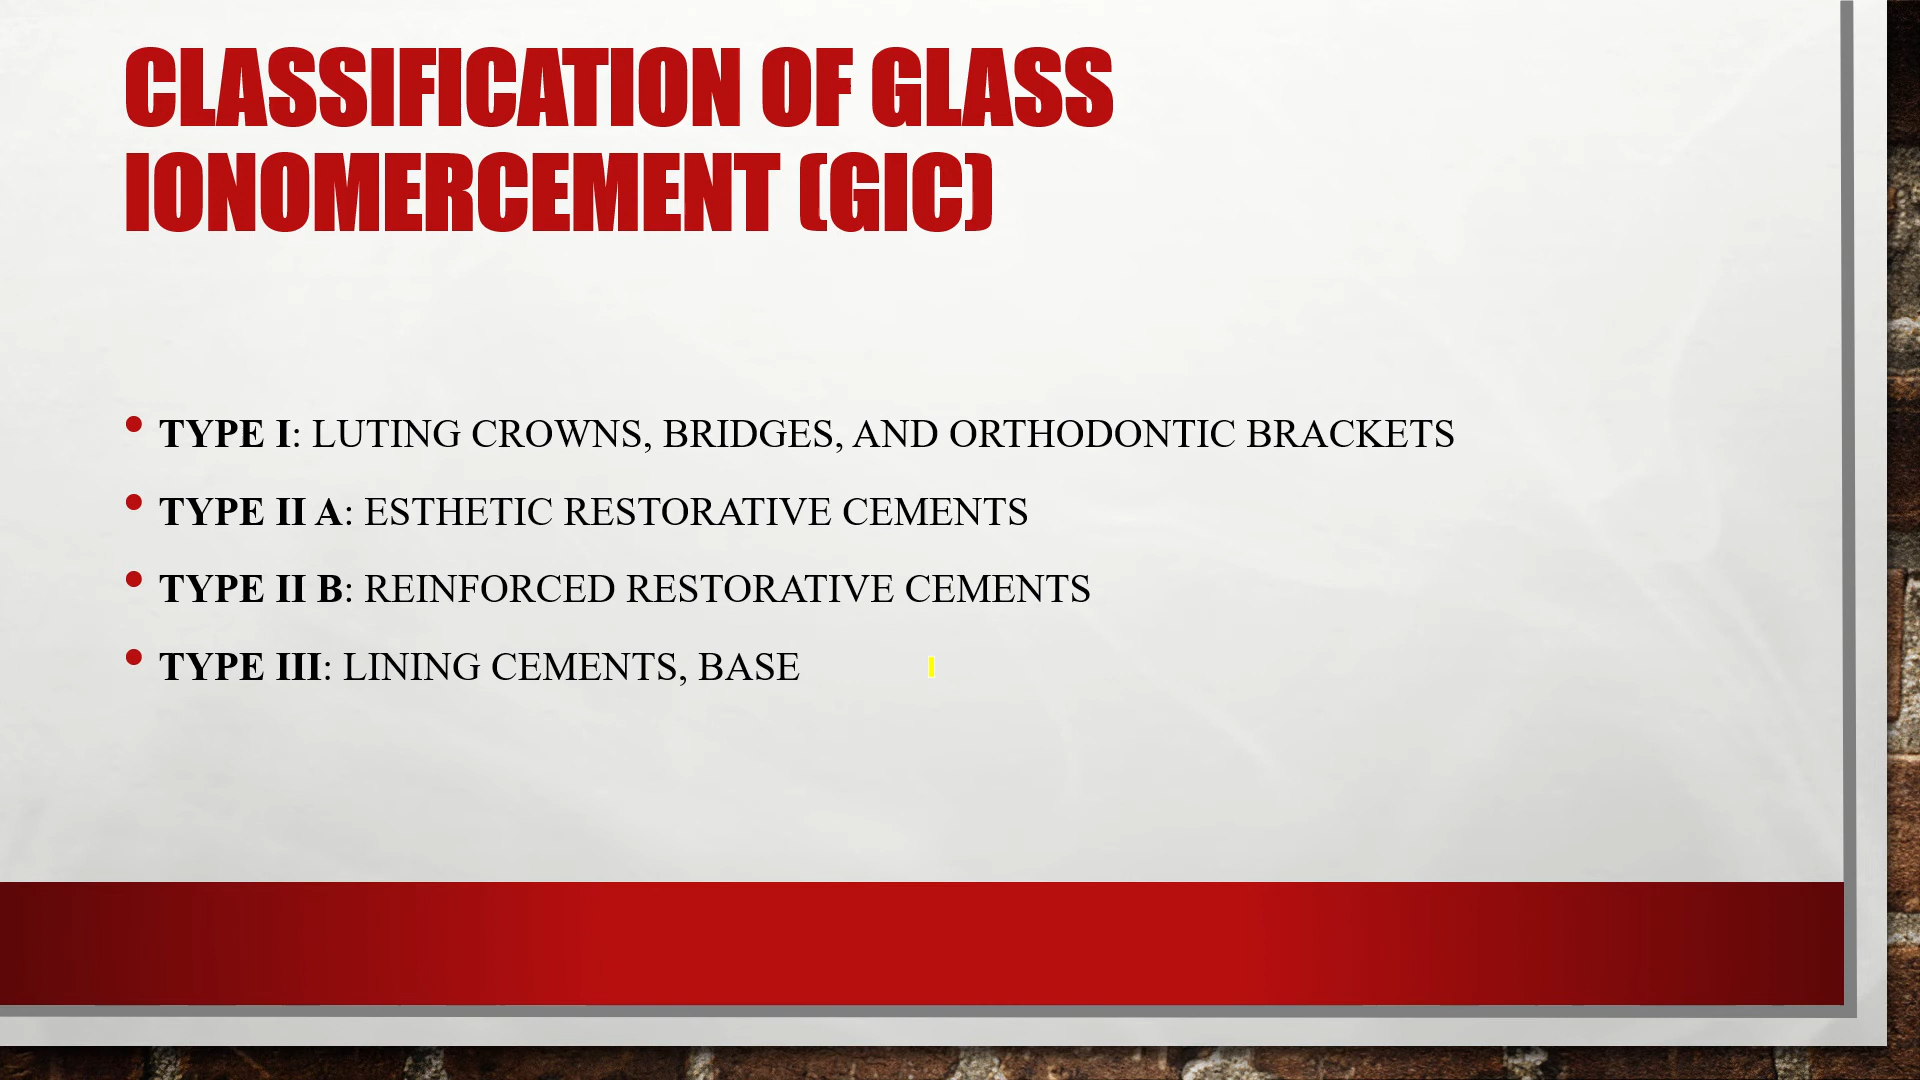 CLASSIFICATION OF GLASS
IONOMERCEMENT (GIC)
• TYPE I: LUTING CROWNS, BRIDGES, AND ORTHODONTIC BRACKETS
• TYPE II A: ESTHETIC RESTORATIVE CEMENTS
• TYPE II B: REINFORCED RESTORATIVE CEMENTS
• TYPE III: LINING CEMENTS, BASE